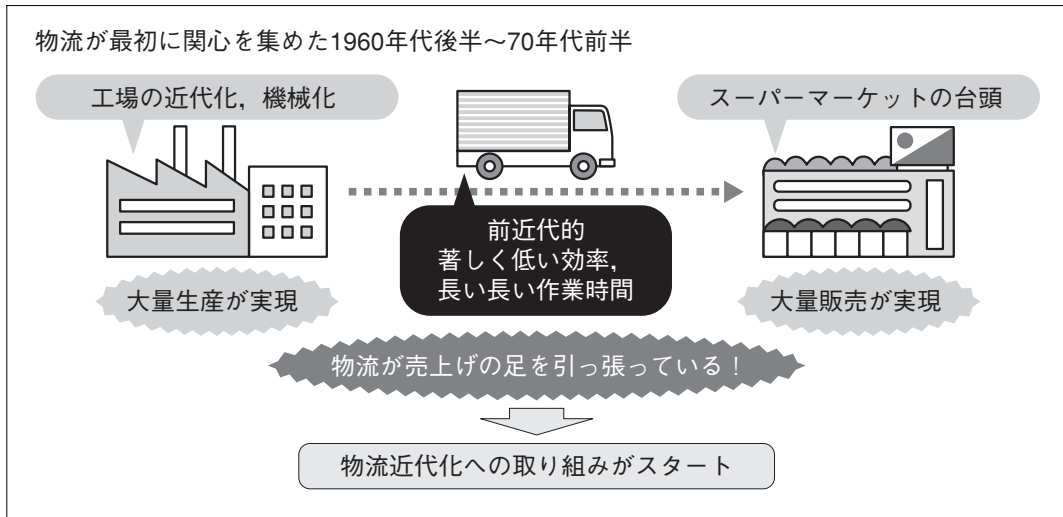 物流が最初に関心を集めた1960年代後半〜70年代前半
工場の近代化，機械化
スーパーマーケットの台頭
前近代的
著しく低い効率，
長い長い作業時間
大量生産が実現
大量販売が実現
物流が売上げの足を引っ張っている！
物流近代化への取り組みがスタート